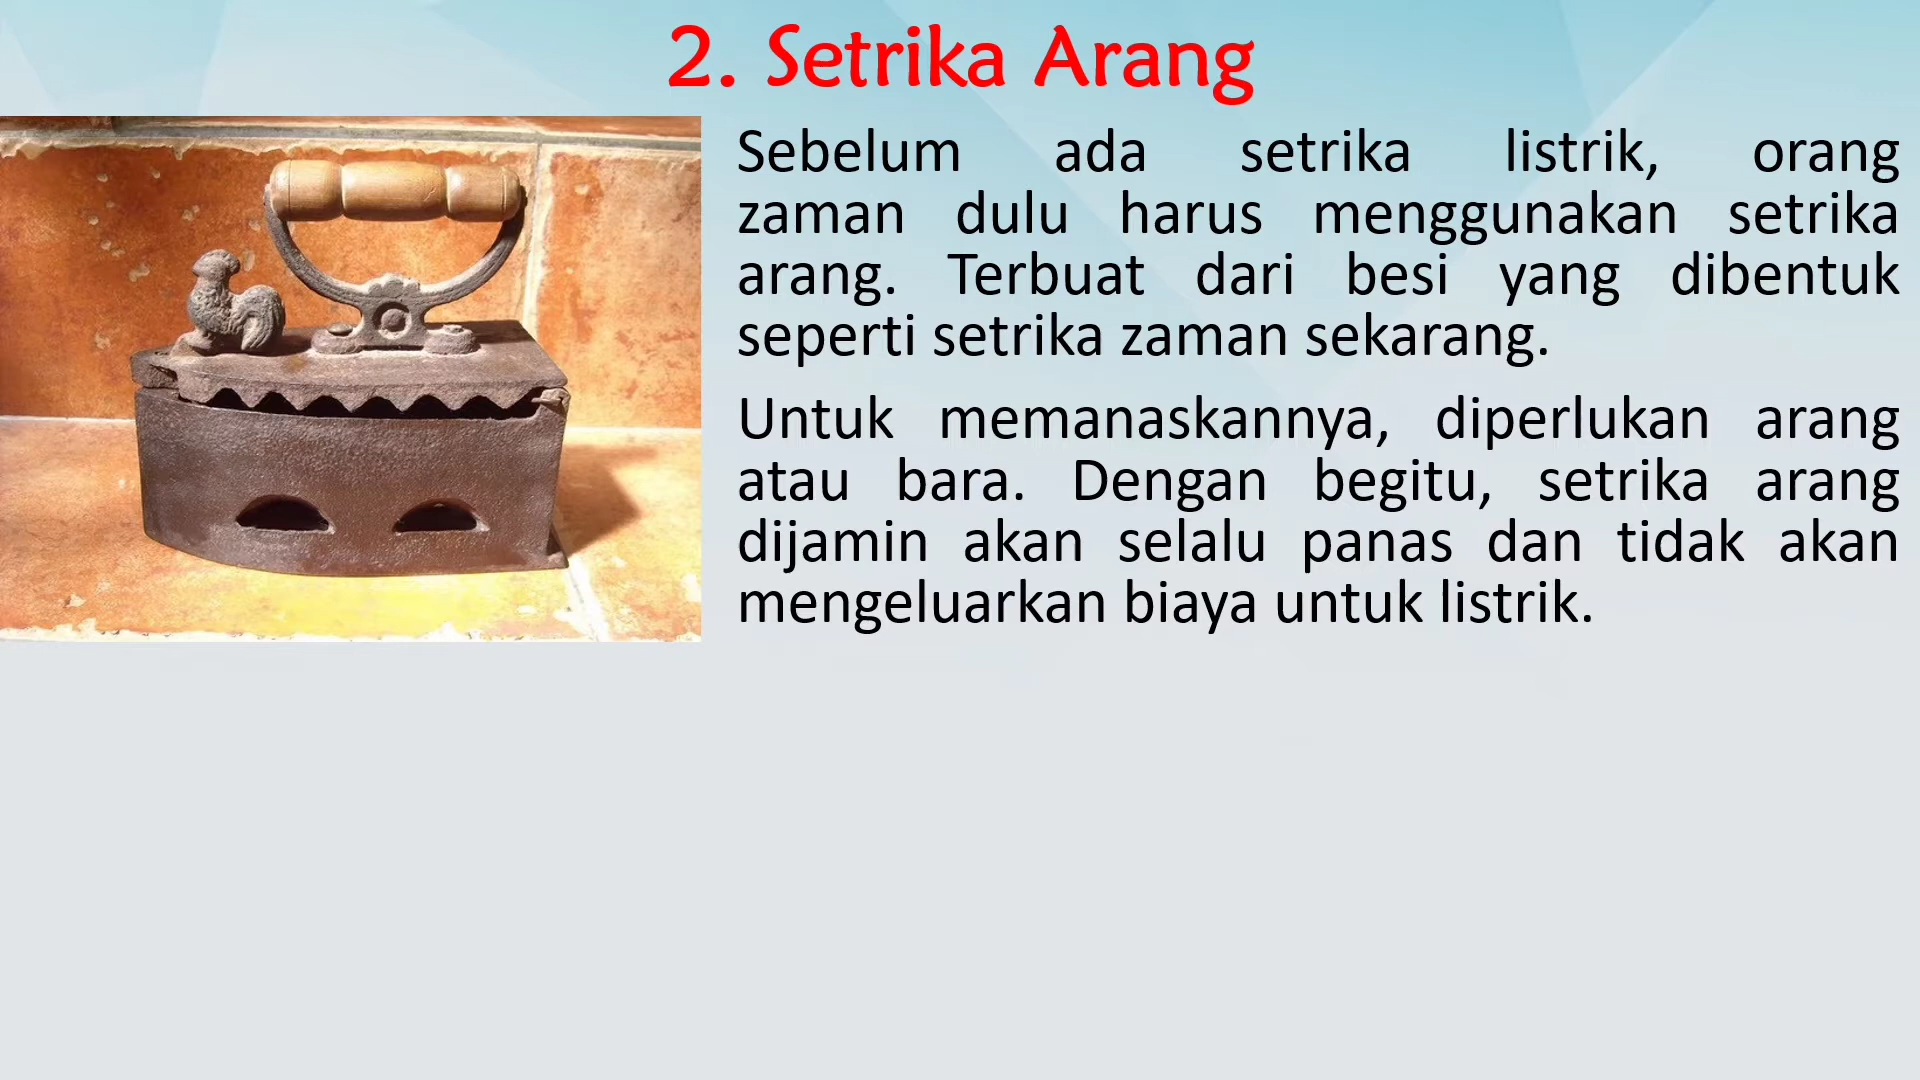 2. Setrika Arang
Sebelum ada setrika listrik, orang
zaman dulu harus menggunakan setrika
arang. Terbuat dari besi yang dibentuk
seperti setrika zaman sekarang.
Untuk memanaskannya, diperlukan arang
atau bara. Dengan begitu, setrika arang
dijamin akan selalu panas dan tidak akan
mengeluarkan biaya untuk listrik.